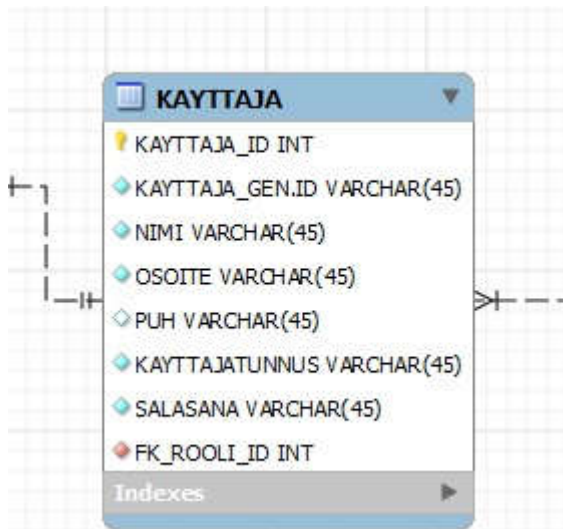 KAYTTAJA
KAYTTAJA_ID INT
KAYTTAJA_GEN.ID VARCHAR(45)
NIMI VARCHAR(45)
OSOITE VARCHAR(45)
PUH VARCHAR(45)
KAYTTAJATUNNUS VARCHAR(45)
SALASANA VARCHAR(45)
FK_ROOLI_ID INT
Indexes